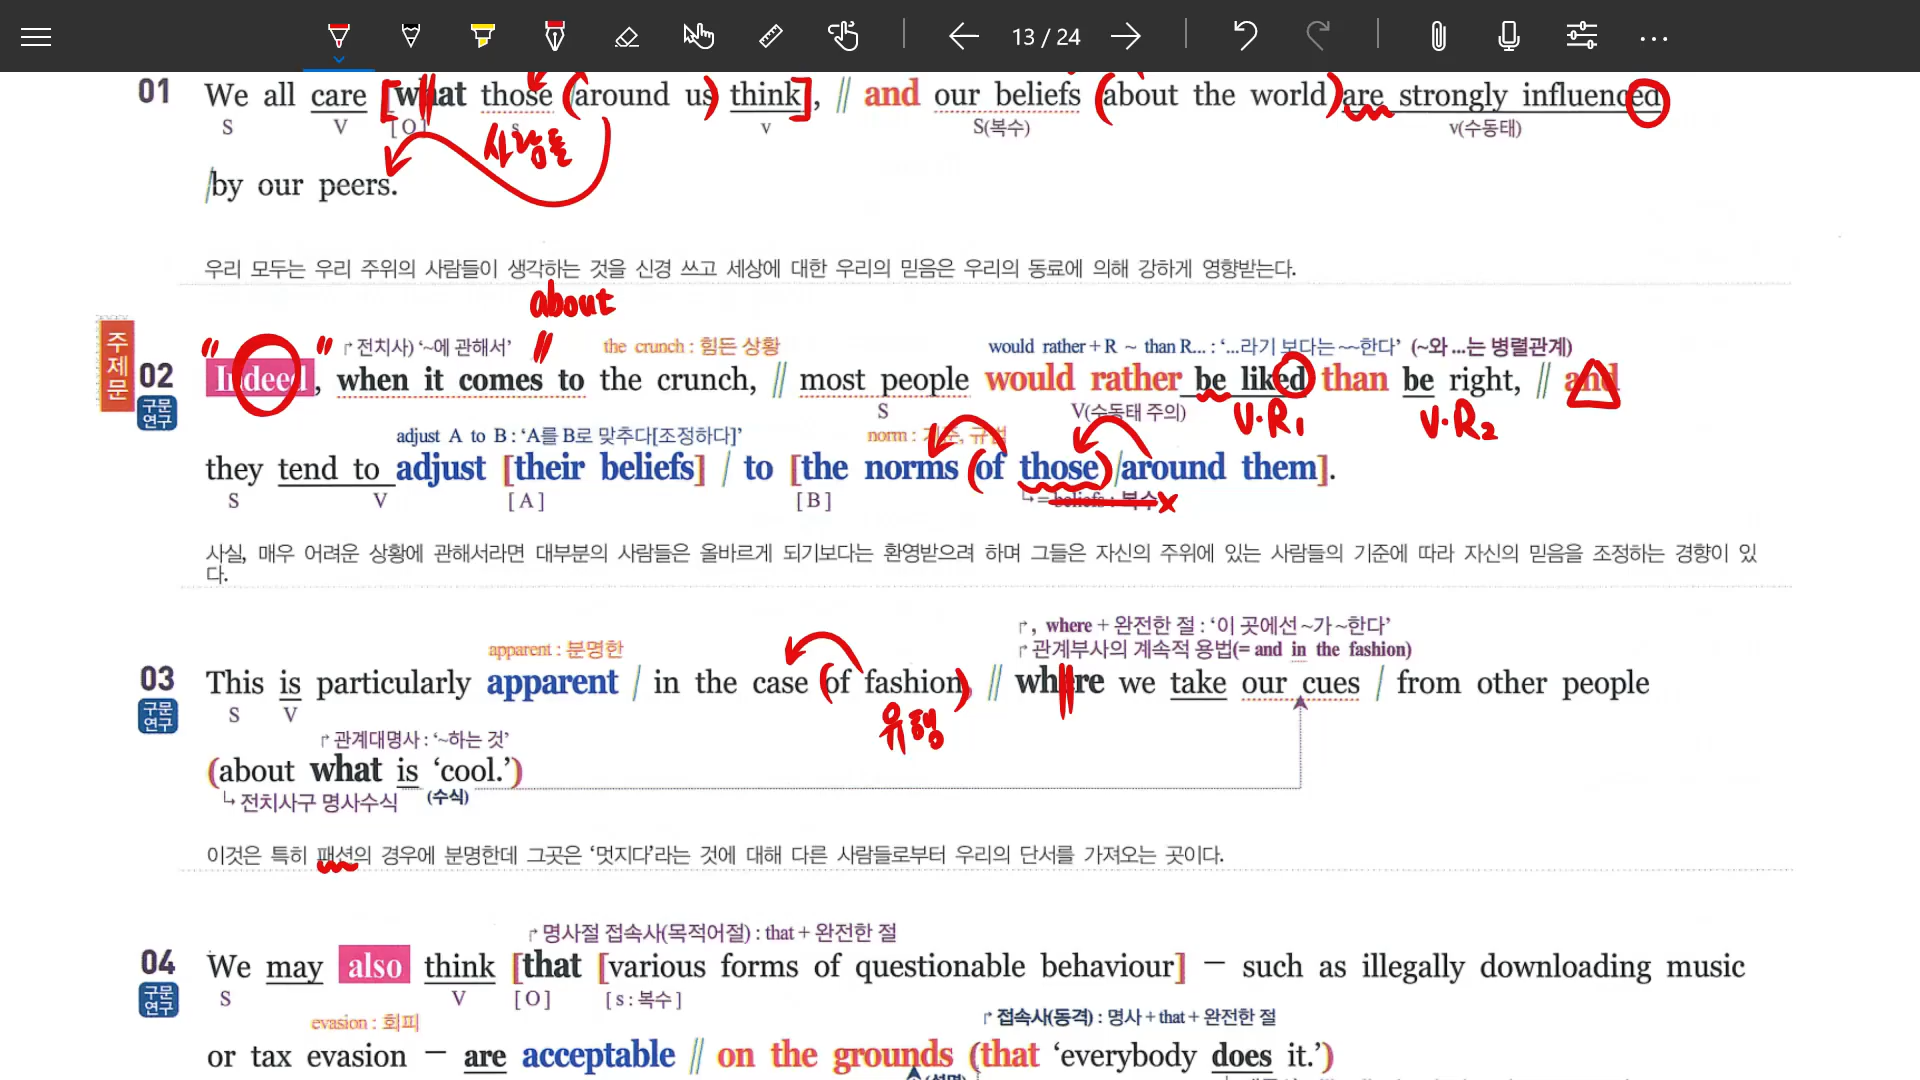 13 / 24
01 We all care [what those (around us) think], // and our beliefs (about the world) are strongly influenced
S V [ O ] s v S(복수) v(수동태)
사람들
/by our peers.
우리 모두는 우리 주위의 사람들이 생각하는 것을 신경 쓰고 세상에 대한 우리의 믿음은 우리의 동료에 의해 강하게 영향받는다.
about
주제문
" " 전치사) ‘~에 관해서’ // the crunch : 힘든 상황 would rather + R ~ than R... : ‘...라기 보다는 ~~한다’ (~와 ...는 병렬관계)
02 Indeed, when it comes to the crunch, // most people would rather be liked than be right, // and
구문연구 S V(수동태 주의) V·R1 V·R2
adjust A to B : ‘A를 B로 맞추다[조정하다]’ norm : 규범
they tend to adjust [their beliefs] / to [the norms (of those) /around them].
S V [ A ] [ B ] = beliefs : 복수 x
사실, 매우 어려운 상황에 관해서라면 대부분의 사람들은 올바르게 되기보다는 환영받으려 하며 그들은 자신의 주위에 있는 사람들의 기준에 따라 자신의 믿음을 조정하는 경향이 있
다.
, where + 완전한 절 : ‘이 곳에선 ~가 ~한다’
apparent : 분명한 관계부사의 계속적 용법(= and in the fashion)
03 This is particularly apparent / in the case (of fashion), // where we take our cues / from other people
구문연구 S V 유행
관계대명사 : ‘~하는 것’
(about what is ‘cool.’)
전치사구 명사수식 (수식)
이것은 특히 패션의 경우에 분명한데 그곳은 ‘멋지다’라는 것에 대해 다른 사람들로부터 우리의 단서를 가져오는 곳이다.
명사절 접속사(목적어절) : that + 완전한 절
04 We may also think [that [various forms of questionable behaviour] − such as illegally downloading music
구문연구 S V [ O ] [ s : 복수 ]
evasion : 회피 접속사(동격) : 명사 + that + 완전한 절
or tax evasion − are acceptable // on the grounds (that ‘everybody does it.’)